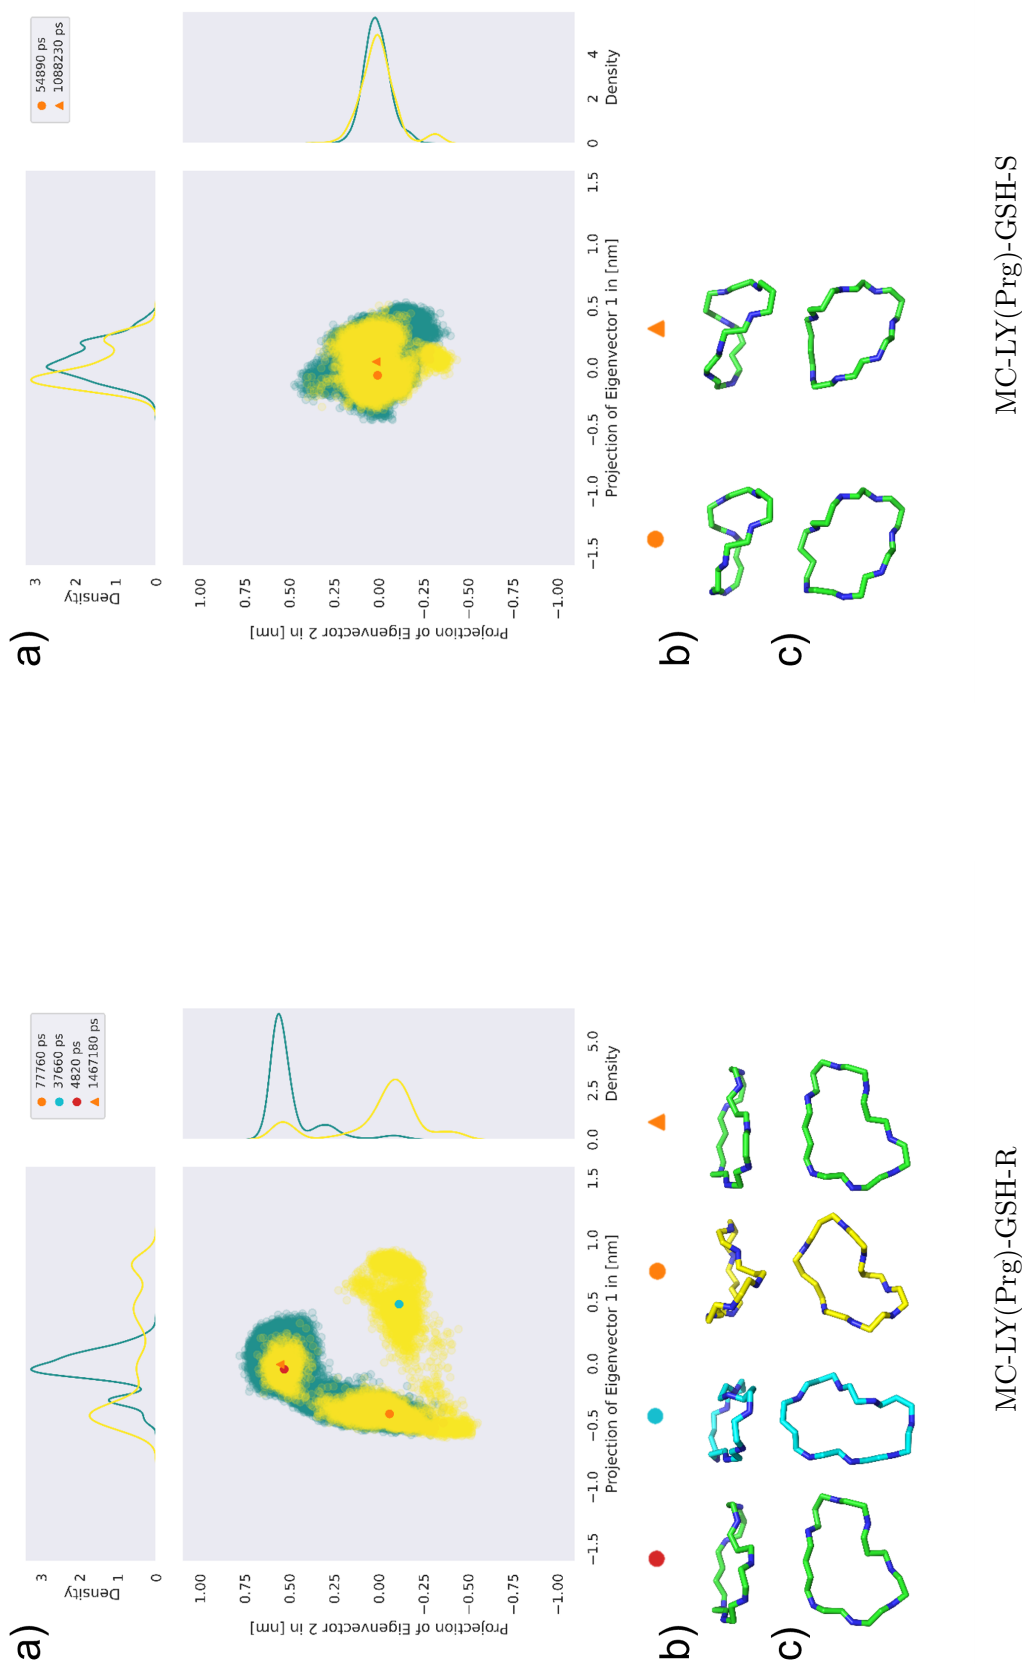 a)
3
2
1
0
Density
77760 ps
37660 ps
4820 ps
1467180 ps
1.00
0.75
0.50
0.25
0.00
−0.25
−0.50
−0.75
−1.00
Projection of Eigenvector 2 in [nm]
−1.5
−1.0
−0.5
0.0
0.5
1.0
1.5
Projection of Eigenvector 1 in [nm]
0.0
2.5
5.0
Density
b)
c)
MC-LY(Prg)-GSH-R
a)
3
2
1
0
Density
54890 ps
1088230 ps
1.00
0.75
0.50
0.25
0.00
−0.25
−0.50
−0.75
−1.00
Projection of Eigenvector 2 in [nm]
−1.5
−1.0
−0.5
0.0
0.5
1.0
1.5
Projection of Eigenvector 1 in [nm]
0
2
4
Density
b)
c)
MC-LY(Prg)-GSH-S